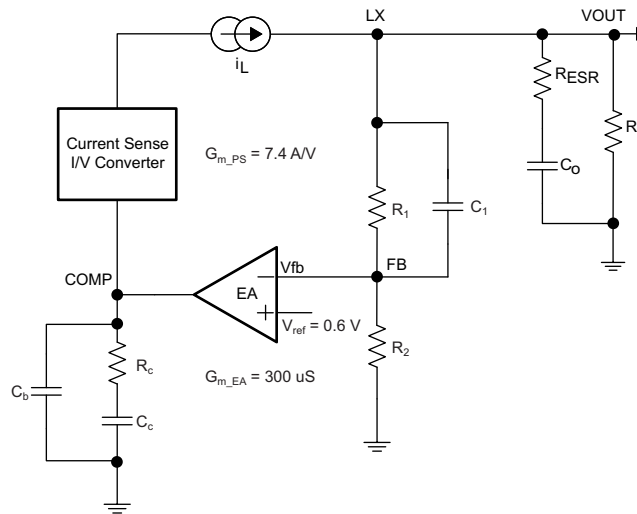 LX
VOUT
iL
RESR
R
Current Sense
I/V Converter
Gm_PS = 7.4 A/V
Co
R1
C1
Vfb
FB
COMP
EA
Vref = 0.6 V
Rc
R2
Cb
Gm_EA = 300 uS
Cc